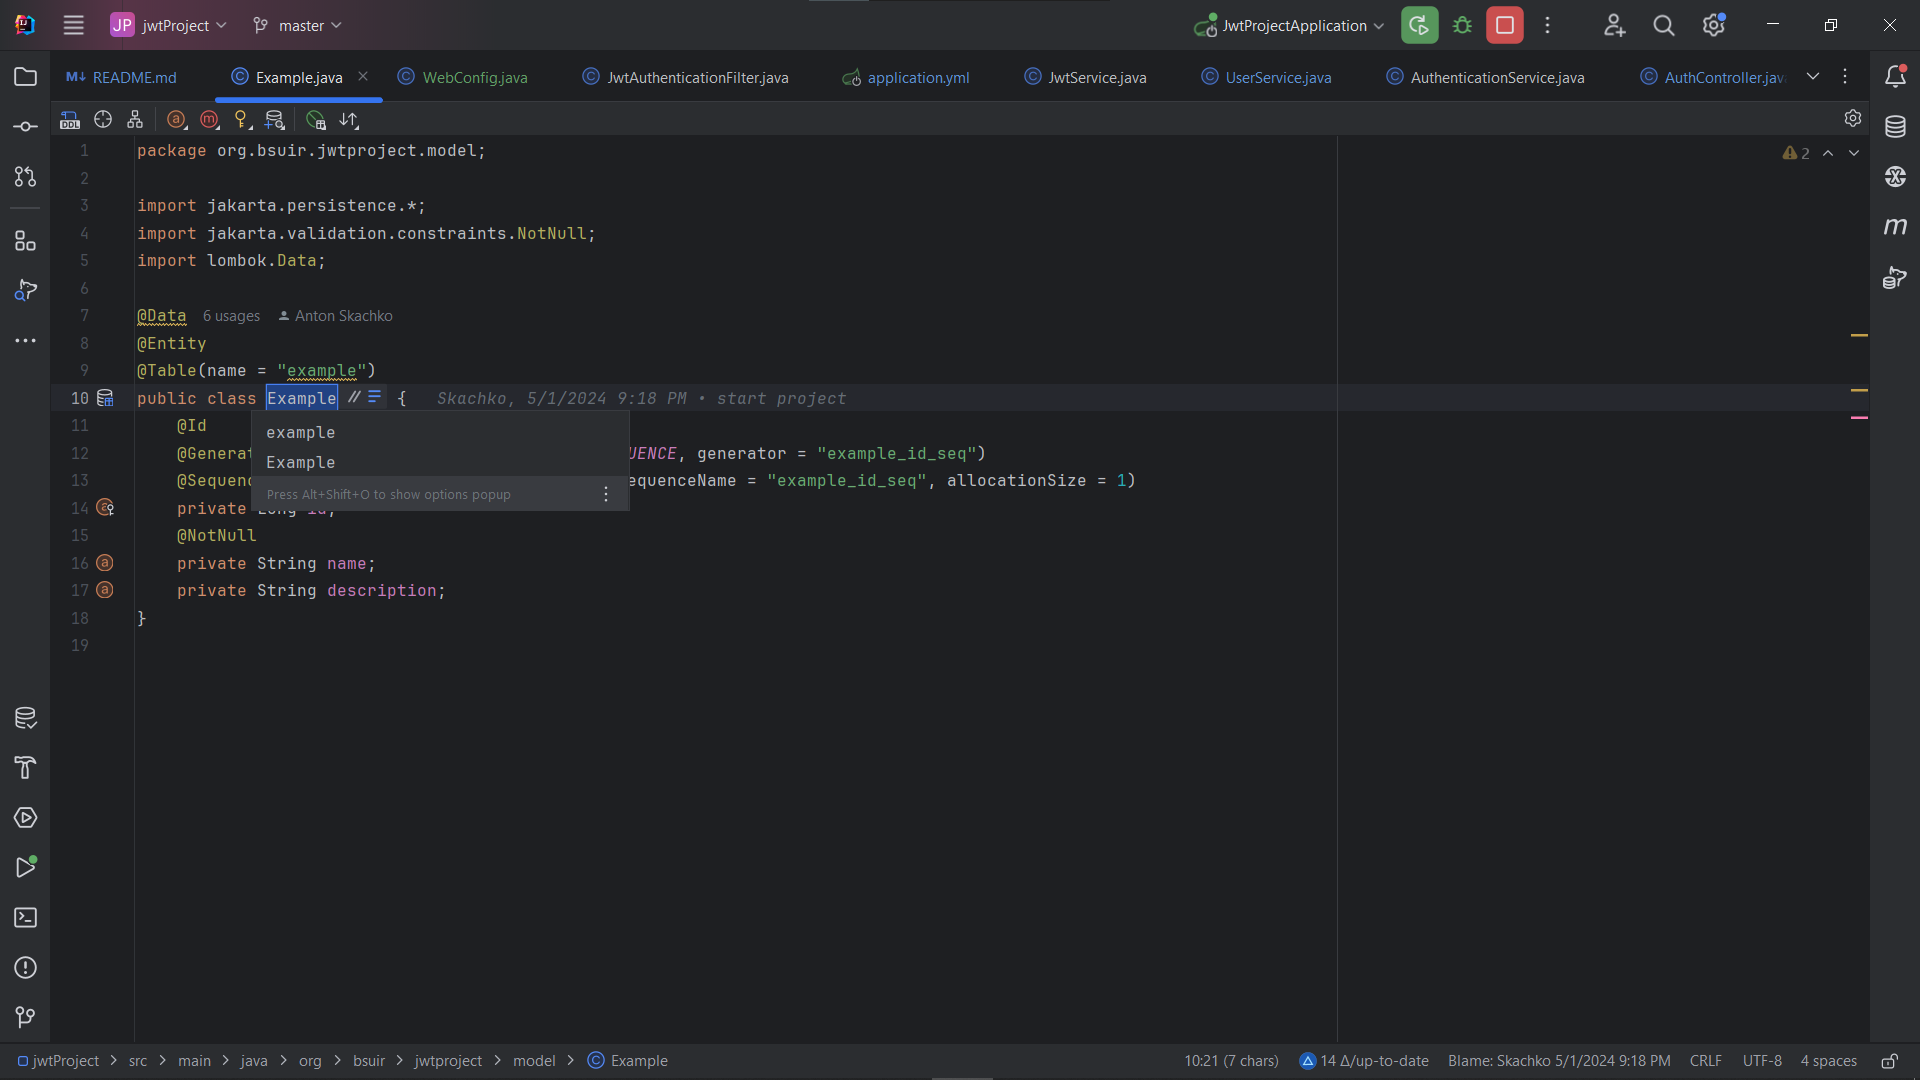 JP jwtProject master JwtProjectApplication
README.md Example.java WebConfig.java JwtAuthenticationFilter.java application.yml JwtService.java UserService.java AuthenticationService.java AuthController.jav
DDL
1 package org.bsuir.jwtproject.model; 2
2
3 import jakarta.persistence.*;
4 import jakarta.validation.constraints.NotNull;
5 import lombok.Data;
6
7 @Data 6 usages Anton Skachko
8 @Entity
9 @Table(name = "example")
10 public class Example // { Skachko, 5/1/2024 9:18 PM • start project
11 @Id
example
12 @Generat UENCE, generator = "example_id_seq")
Example
13 @Sequenc equenceName = "example_id_seq", allocationSize = 1)
Press Alt+Shift+O to show options popup
14 private Long id;
15 @NotNull
16 private String name;
17 private String description;
18 }
19
jwtProject > src > main > java > org > bsuir > jwtproject > model > Example 10:21 (7 chars) 14 Δ/up-to-date Blame: Skachko 5/1/2024 9:18 PM CRLF UTF-8 4 spaces